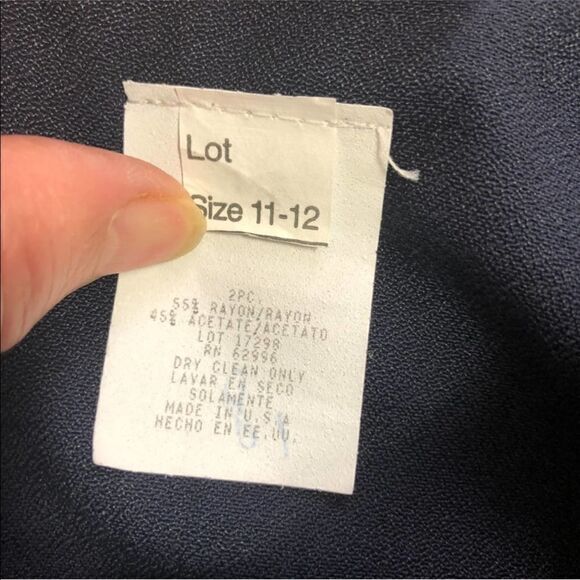 Lot
Size 11-12
2PC.
55% RAYON/RAYON
45% ACETATE/ACETATO
LOT 17298
RN 62996
DRY CLEAN ONLY
LAVAR EN SECO
SOLAMENTE
MADE IN U.S.A
HECHO EN EE.UU.